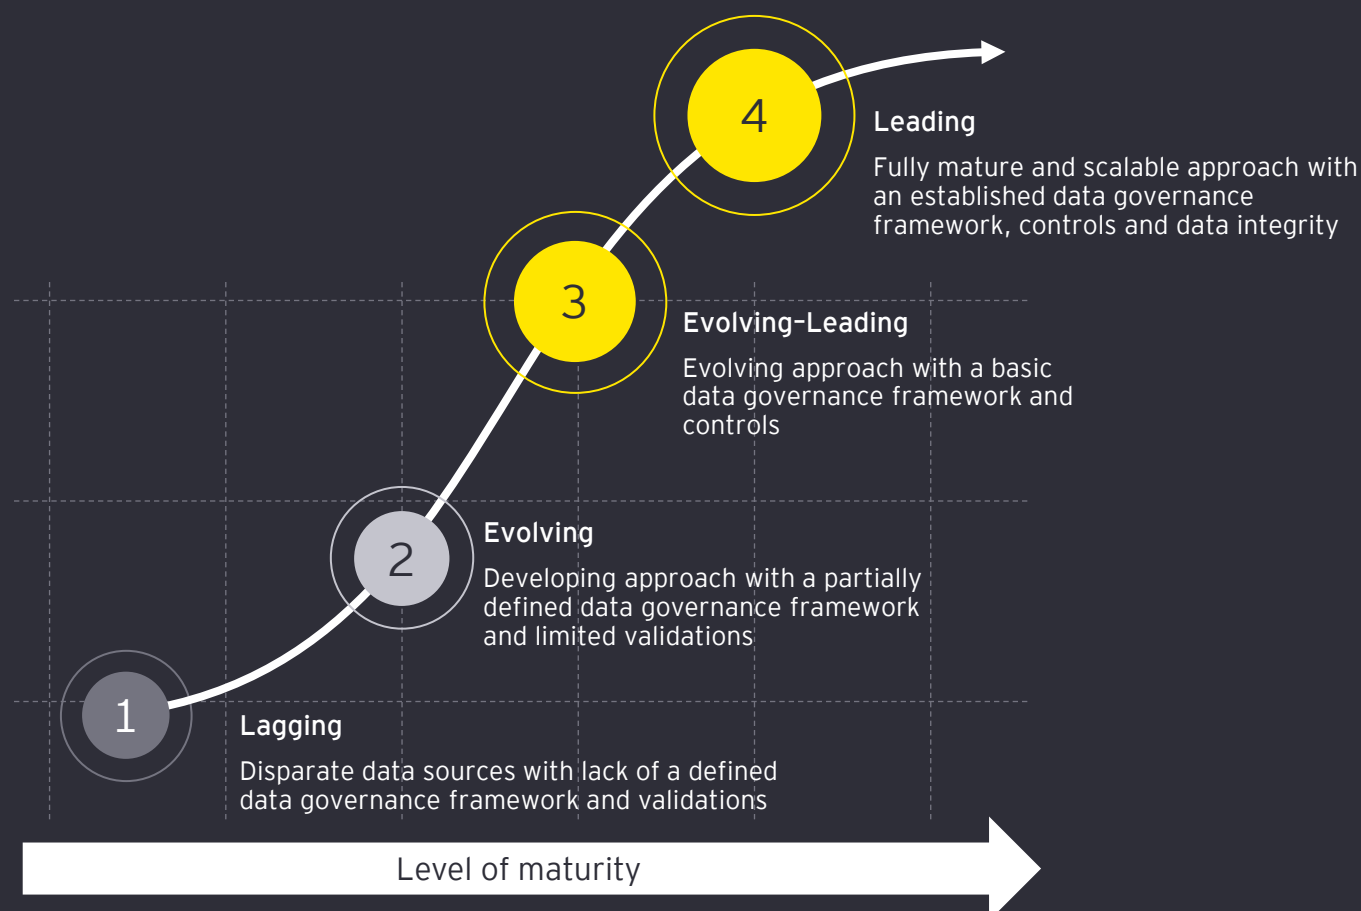 4
Leading
Fully mature and scalable approach with
an established data governance
framework, controls and data integrity
3
Evolving–Leading
Evolving approach with a basic
data governance framework and
controls
2
Evolving
Developing approach with a partially
defined data governance framework
and limited validations
1
Lagging
Disparate data sources with lack of a defined
data governance framework and validations
Level of maturity